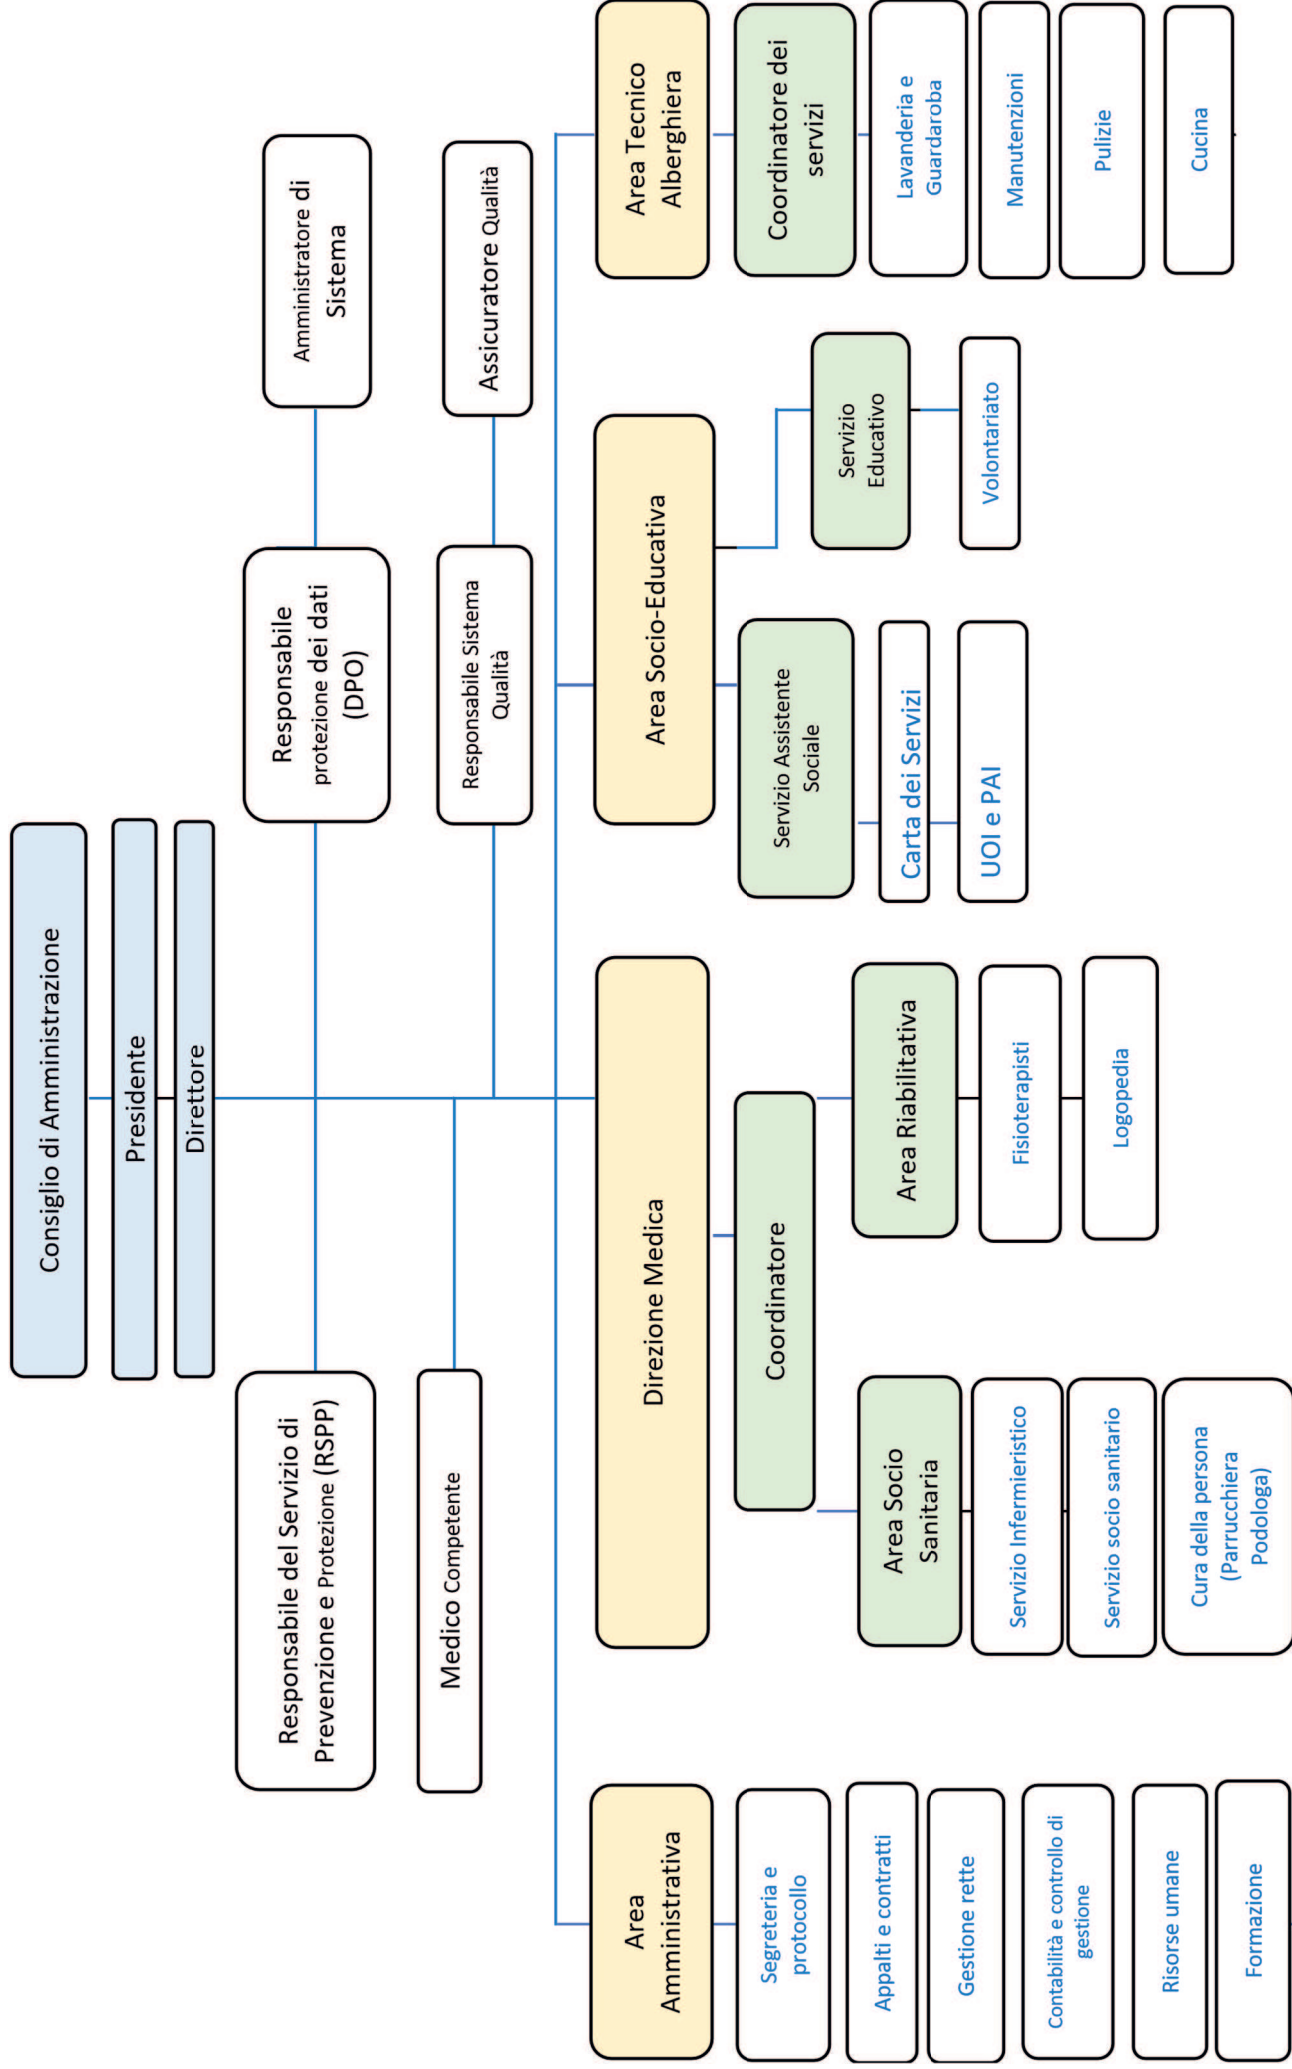 Consiglio di Amministrazione
Presidente
Direttore
Responsabile del Servizio di
Prevenzione e Protezione (RSPP)
Responsabile
protezione dei dati
(DPO)
Amministratore di
Sistema
Medico Competente
Responsabile Sistema
Qualità
Assicuratore Qualità
Area
Amministrativa
Segreteria e
protocollo
Appalti e contratti
Gestione rette
Contabilità e controllo di
gestione
Risorse umane
Formazione
Direzione Medica
Coordinatore
Area Socio
Sanitaria
Servizio Infermieristico
Servizio socio sanitario
Cura della persona
(Parrucchiera
Podologa)
Area Riabilitativa
Fisioterapisti
Logopedia
Area Socio-Educativa
Servizio Assistente
Sociale
Carta dei Servizi
UOI e PAI
Servizio
Educativo
Volontariato
Area Tecnico
Alberghiera
Coordinatore dei
servizi
Lavanderia e
Guardaroba
Manutenzioni
Pulizie
Cucina